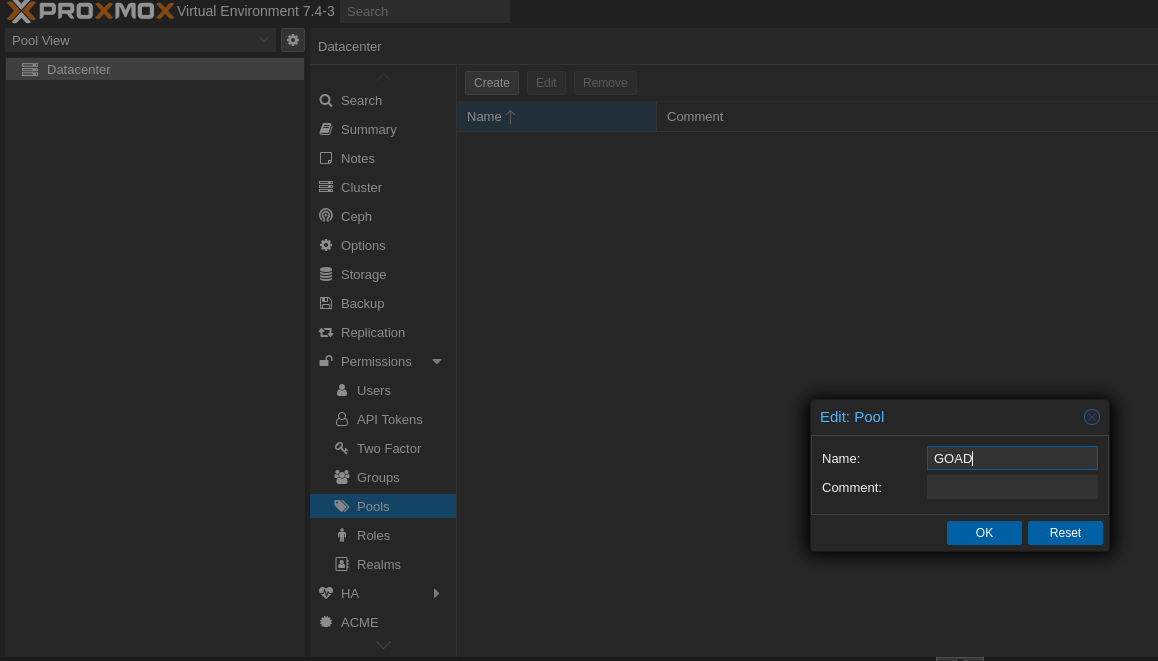 PROXMOX Virtual Environment 7.4-3 Search
Pool View
Datacenter
Datacenter
Search
Summary
Notes
Cluster
Ceph
Options
Storage
Backup
Replication
Permissions
Users
API Tokens
Two Factor
Groups
Pools
Roles
Realms
HA
ACME
Create Edit Remove
Name Comment
Edit: Pool
Name: GOAD
Comment:
OK Reset